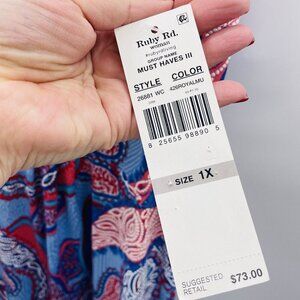 Ruby Rd.
woman
#rubyrdliving
GROUP NAME
MUST HAVES III
STYLE COLOR
26881 WC 426ROYALMU
8 25655 98890 5
SIZE 1X
SUGGESTED
RETAIL $73.00